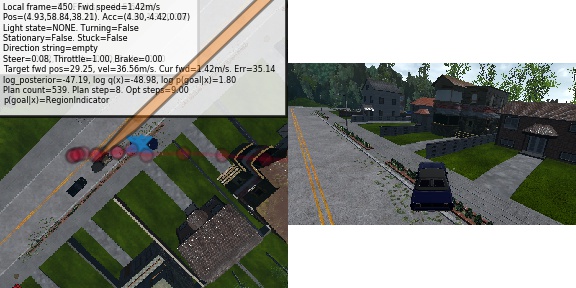 Local frame=450. Fwd speed=1.42m/s
Pos=(4.93,58.84,38.21). Acc=(4.30,-4.42,0.07)
Light state=NONE. Turning=False
Stationary=False. Stuck=False
Direction string=empty
Steer=0.08, Throttle=1.00, Brake=0.00
Target fwd pos=29.25, vel=36.56m/s. Cur fwd=1.42m/s. Err=35.14
log_posterior=-47.19, log q(x)=-48.98, log p(goal|x)=1.80
Plan count=539. Plan step=8. Opt steps=9.00
p(goal|x)=RegionIndicator